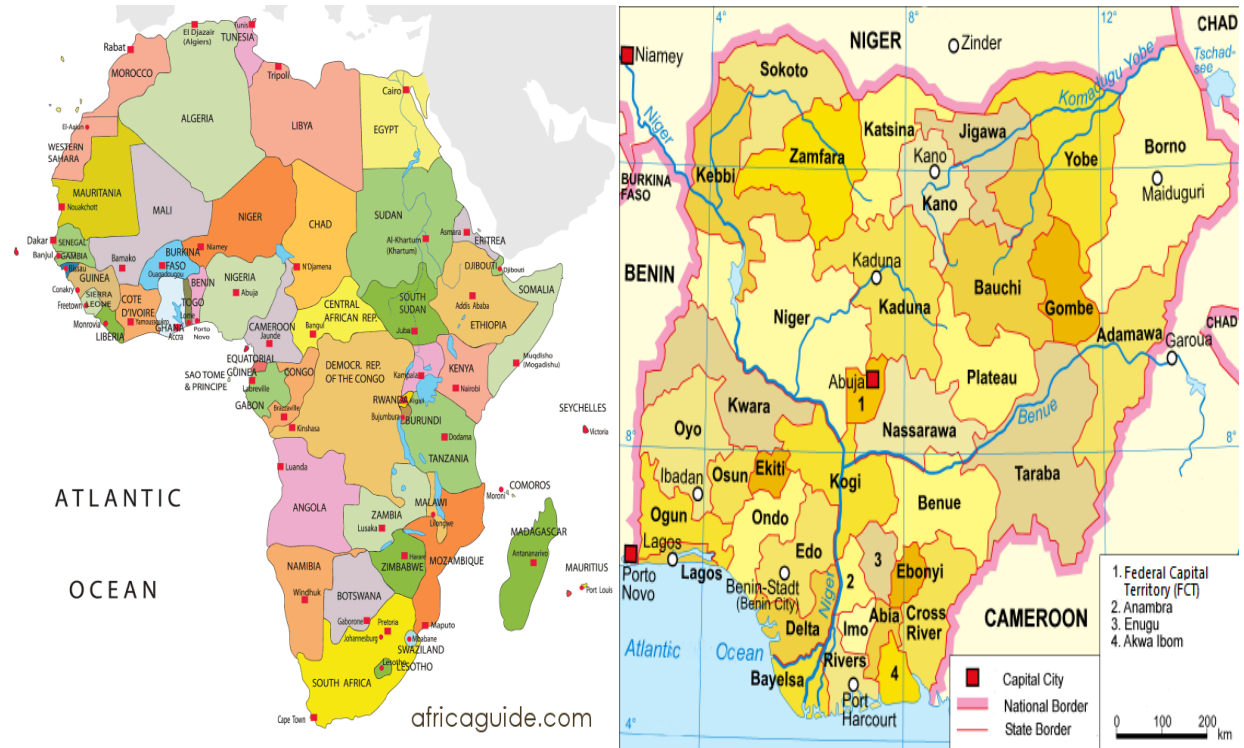 El Djazair
(Algiers)
Tunis
TUNISIA
Rabat
MOROCCO
Tripoli
Cairo
ALGERIA
LIBYA
EGYPT
El-Aaiun
WESTERN
SAHARA
MAURITANIA
Nouakchott
MALI
NIGER
CHAD
SUDAN
Al-Khartum
(Khartum)
Asmara
ERITREA
Dakar
SENEGAL
Banjul
GAMBIA
Bissau
Bamako
BURKINA
FASO
Ouagadougou
Niamey
N'Djamena
DJIBOUTI
Djibouti
GUINEA
Conakry
SIERRA
LEONE
Freetown
Monrovia
LIBERIA
COTE
D'IVOIRE
Yamoussoukro
GHANA
Accra
TOGO
Lome
BENIN
Porto
Novo
NIGERIA
Abuja
CENTRAL
AFRICAN REP.
Bangui
SOUTH
SUDAN
Juba
Addis Ababa
ETHIOPIA
SOMALIA
CAMEROON
Jaunde
EQUATORIAL
GUINEA
SAO TOME
& PRINCIPE
Libreville
GABON
CONGO
Brazzaville
Kinshasa
DEMOCR. REP.
OF THE CONGO
Kampala
KENYA
Nairobi
Muqdisho
(Mogadishu)
RWANDA
Kigali
Bujumbura
BURUNDI
Dodama
TANZANIA
SEYCHELLES
Victoria
Luanda
ANGOLA
ZAMBIA
Lusaka
MALAWI
Lilongwe
Moroni
COMOROS
MADAGASCAR
Antananarivo
MAURITIUS
Port Louis
ATLANTIC
OCEAN
NAMIBIA
Windhuk
BOTSWANA
Gaborone
Harare
ZIMBABWE
MOZAMBIQUE
Pretoria
Johannesburg
Maputo
Mbabane
SWAZILAND
Lesotho
LESOTHO
SOUTH AFRICA
Cape Town
africaguide.com
8°
12°
NIGER
Zinder
CHAD
Tschad-
see
Niamey
Niger
Sokoto
Komadugu Yobe
Katsina
Jigawa
Zamfara
Kano
Kano
Yobe
Borno
Maiduguri
Kebbi
BURKINA
FASO
BENIN
Kaduna
Kaduna
Bauchi
Gombe
Niger
Adamawa
CHAD
Garoua
Abuja
1
Plateau
Kwara
Nassarawa
Benue
Oyo
8°
8°
Ibadan
Osun
Ekiti
Kogi
Taraba
Benue
Ogun
Ondo
Edo
3
Ebonyi
Lagos
Lagos
Porto
Novo
Benin-Stadt
(Benin City)
Niger
2
Abia
Cross
River
CAMEROON
Delta
Imo
Atlantic Ocean
Bayelsa
Rivers
4
Port
Harcourt
4°
1. Federal Capital
Territory (FCT)
2. Anambra
3. Enugu
4. Akwa Ibom
Capital City
National Border
State Border
0 100 200 km